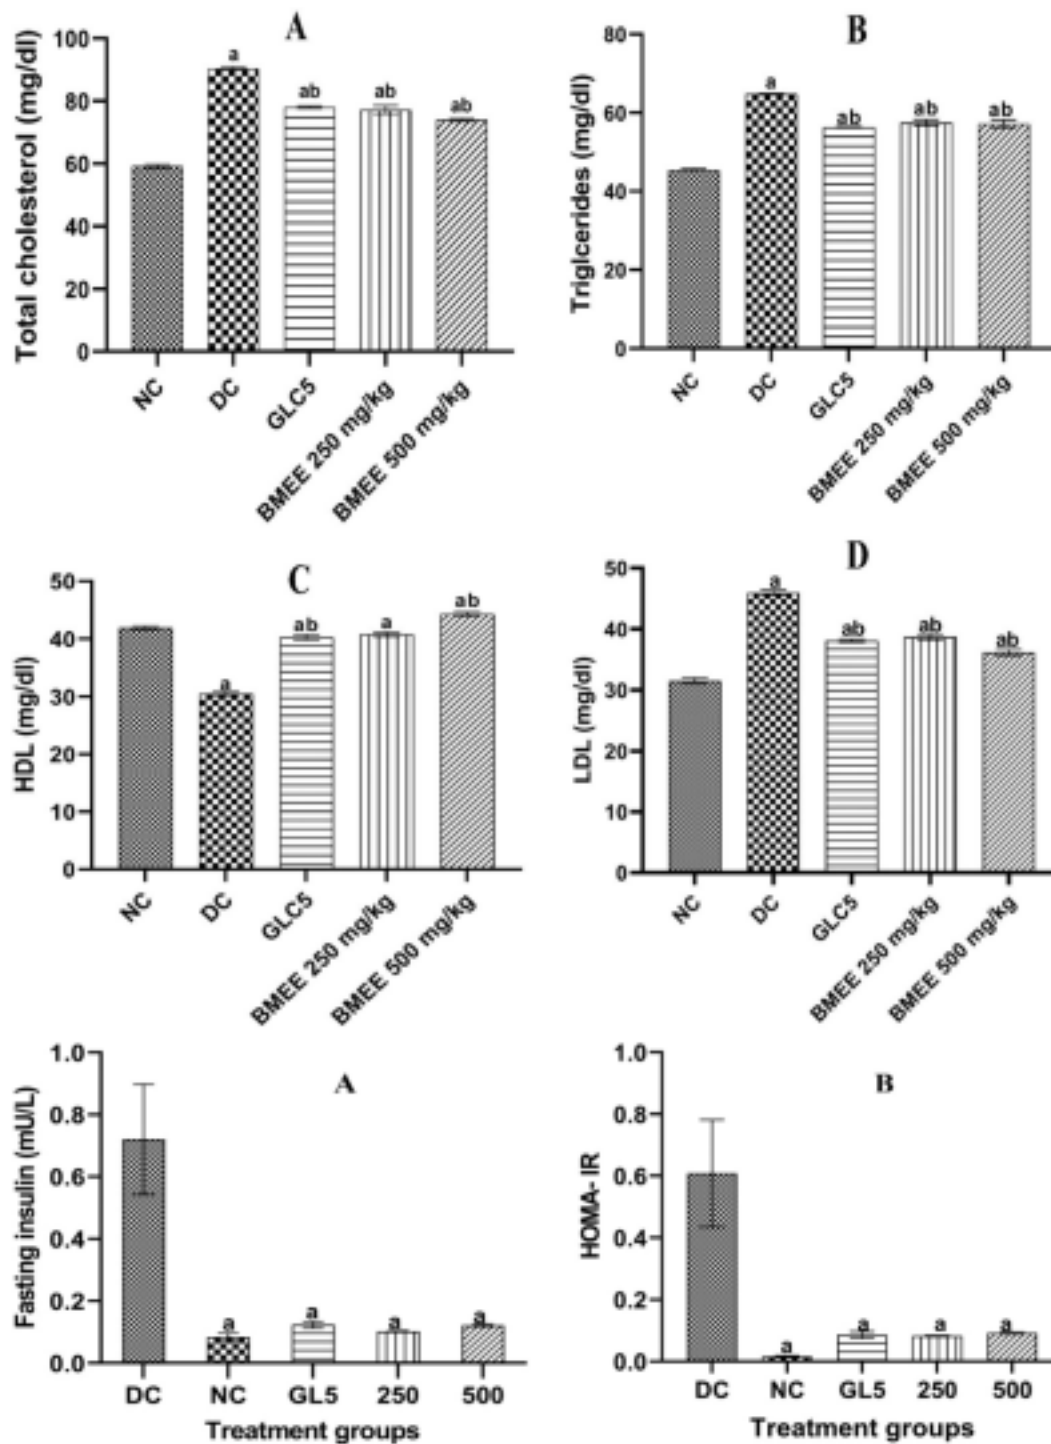 A
Total cholesterol (mg/dl)
100
80
60
40
20
0
a
ab
ab
ab
NC
DC
GLC5
BMEE 250 mg/kg
BMEE 500 mg/kg
B
Triglcerides (mg/dl)
80
60
40
20
0
a
ab
ab
ab
NC
DC
GLC5
BMEE 250 mg/kg
BMEE 500 mg/kg
C
HDL (mg/dl)
50
40
30
20
10
0
a
ab
a
ab
NC
DC
GLC5
BMEE 250 mg/kg
BMEE 500 mg/kg
D
LDL (mg/dl)
50
40
30
20
10
0
a
ab
ab
ab
NC
DC
GLC5
BMEE 250 mg/kg
BMEE 500 mg/kg
A
Fasting insulin (mU/L)
1.0
0.8
0.6
0.4
0.2
0.0
a
a
a
a
DC NC GL5 250 500
Treatment groups
B
HOMA- IR
1.0
0.8
0.6
0.4
0.2
0.0
a
a
a
a
DC NC GL5 250 500
Treatment groups